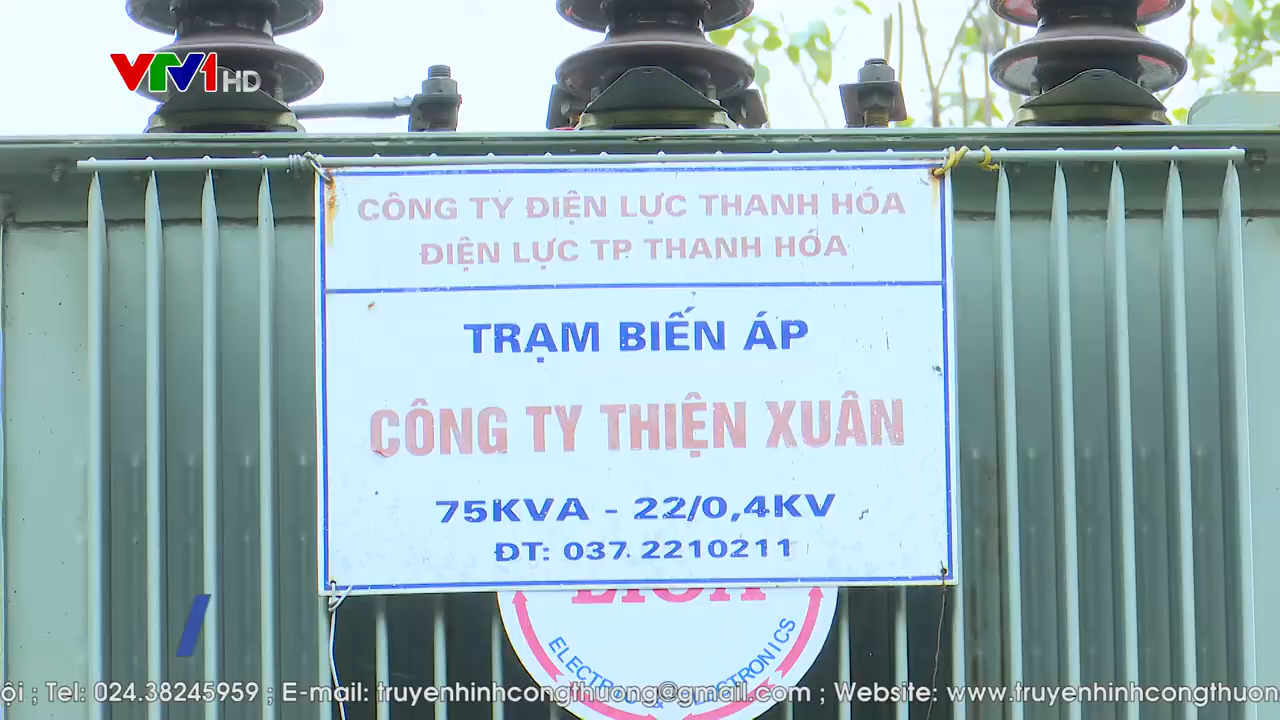 VTV1 HD
CÔNG TY ĐIỆN LỰC THANH HÓA
ĐIỆN LỰC TP THANH HÓA
TRẠM BIẾN ÁP
CÔNG TY THIỆN XUÂN
75KVA - 22/0,4KV
ĐT: 037. 2210211
ELECTRIC & ELECTRONICS
ội ; Tel: 024.38245959 ; E-mail: truyenhinhcongthuong@gmail.com ; Website: www.truyenhinhcongthuon